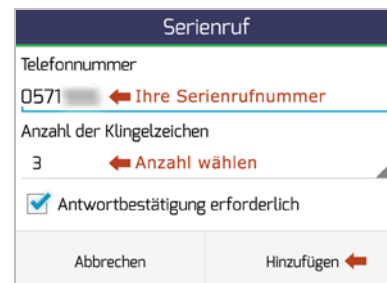 Serienruf
Telefonnummer
0571 Ihre Serienrufnummer
Anzahl der Klingelzeichen
3 Anzahl wählen
Antwortbestätigung erforderlich
Abbrechen Hinzufügen